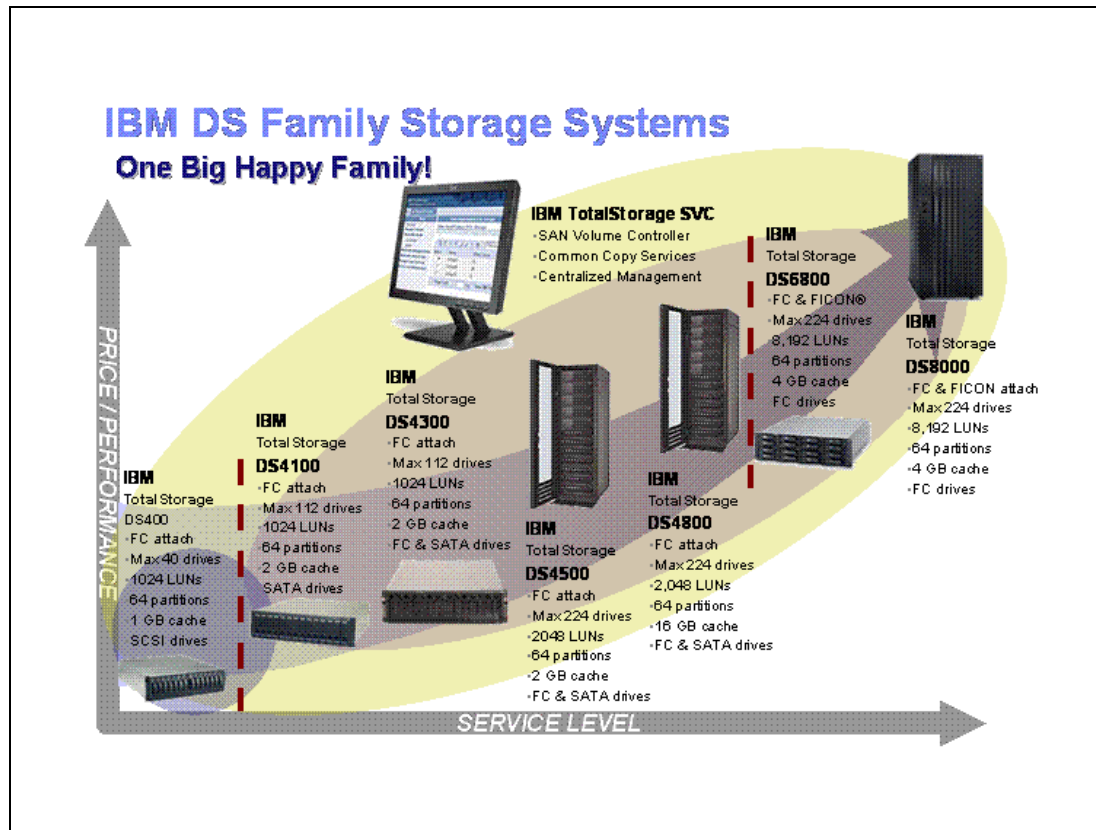 IBM DS Family Storage Systems
One Big Happy Family!
PRICE / PERFORMANCE
SERVICE LEVEL
IBM TotalStorage SVC
•SAN Volume Controller
•Common Copy Services
•Centralized Management
IBM
Total Storage
DS400
•FC attach
•Max 40 drives
•1024 LUNs
•64 partitions
1 GB cache
SCSI drives
IBM
Total Storage
DS4100
•FC attach
•Max 112 drives
•1024 LUNs
64 partitions
•2 GB cache
SATA drives
IBM
Total Storage
DS4300
•FC attach
•Max 112 drives
•1024 LUNs
64 partitions
•2 GB cache
FC & SATA drives
IBM
Total Storage
DS4500
•FC attach
•Max 224 drives
•2048 LUNs
•64 partitions
•2 GB cache
•FC & SATA drives
IBM
Total Storage
DS4800
•FC attach
Max 224 drives
•2,048 LUNs
•64 partitions
•16 GB cache
•FC & SATA drives
IBM
Total Storage
DS6800
•FC & FICON®
•Max 224 drives
8,192 LUNs
64 partitions
4 GB cache
FC drives
IBM
Total Storage
DS8000
•FC & FICON attach
•Max 224 drives
•8,192 LUNs
•64 partitions
•4 GB cache
•FC drives